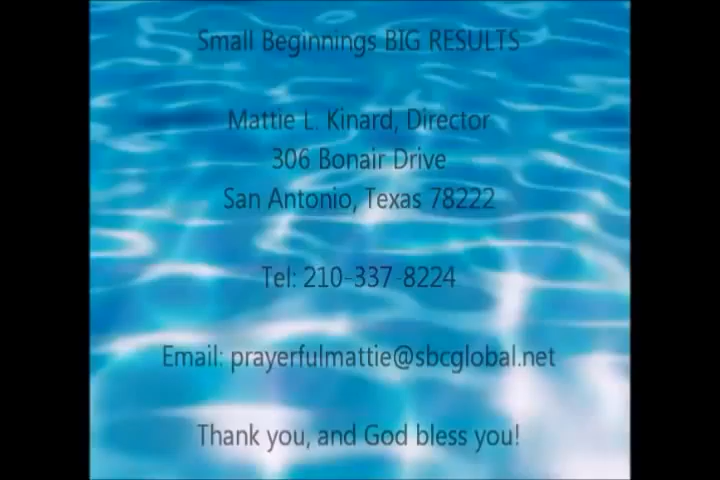 Small Beginnings BIG RESULTS
Mattie L. Kinard, Director
306 Bonair Drive
San Antonio, Texas 78222
Tel: 210-337-8224
Email: prayerfulmattie@sbcglobal.net
Thank you, and God bless you!